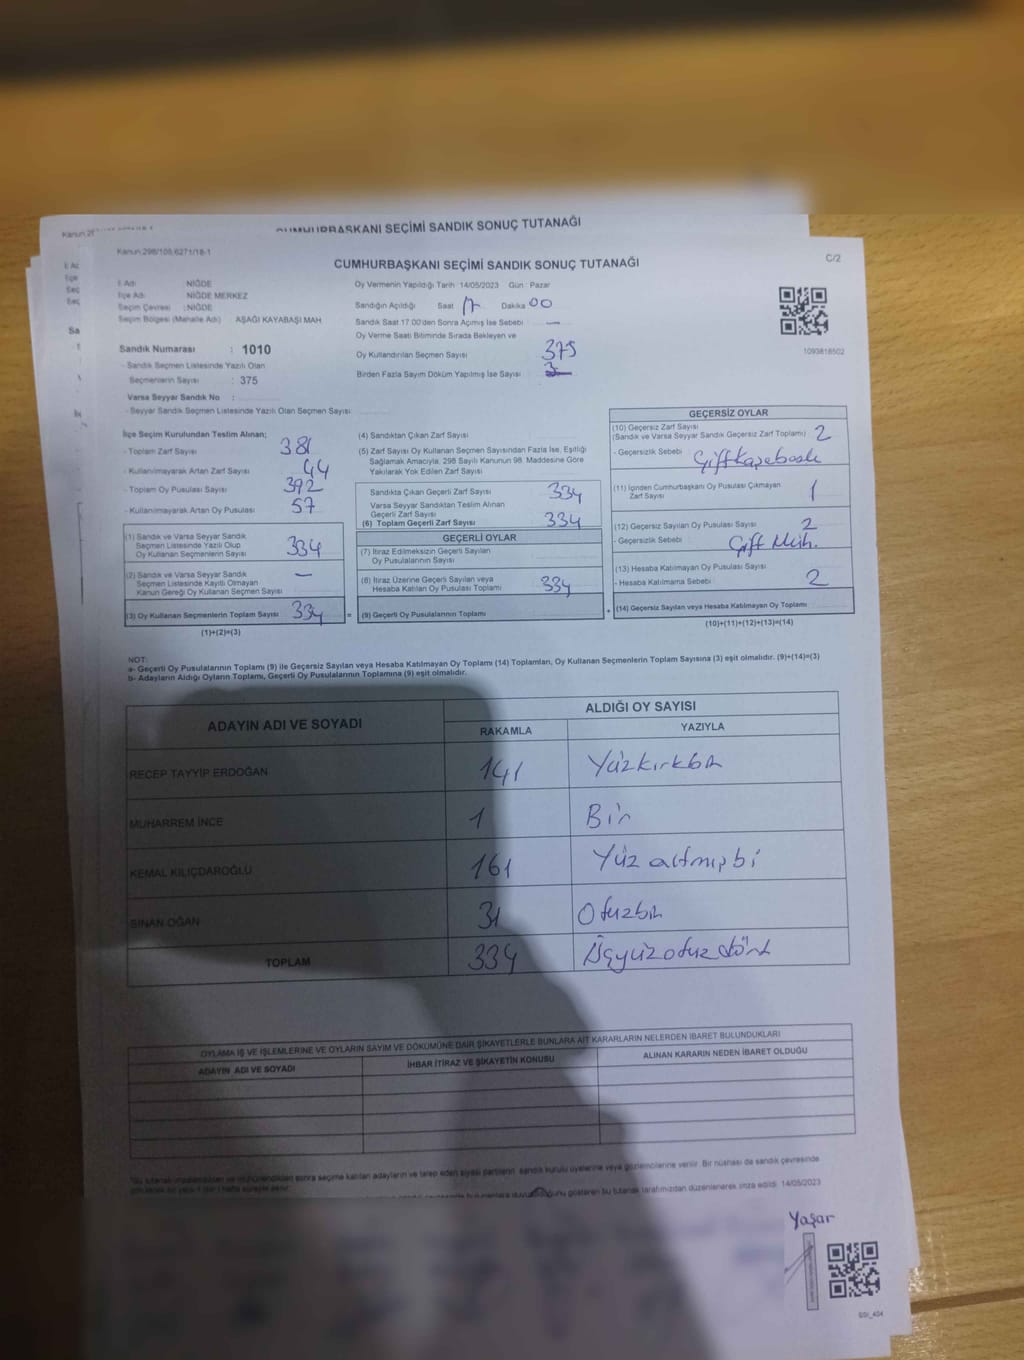 CUMHURBAŞKANI SEÇİMİ SANDIK SONUÇ TUTANAĞI
Kanun 298/105,6271/18-1
CUMHURBAŞKANI SEÇİMİ SANDIK SONUÇ TUTANAĞI
C/2
İl Adı : NİĞDE
İlçe Adı : NİĞDE MERKEZ
Seçim Çevresi : NİĞDE
Seçim Bölgesi (Mahalle Adı) : AŞAĞI KAYABAŞI MAH
Sandık Numarası : 1010
- Sandık Seçmen Listesinde Yazılı Olan
Seçmenlerin Sayısı : 375
Varsa Seyyar Sandık No :
- Seyyar Sandık Seçmen Listesinde Yazılı Olan Seçmen Sayısı
Oy Vermenin Yapıldığı Tarih : 14/05/2023 Gün : Pazar
Sandığın Açıldığı Saat 17 Dakika 00
Sandık Saat 17:00'den Sonra Açımış İse Sebebi —
Oy Verme Saati Bitiminde Sırada Bekleyen ve
Oy Kullandırılan Seçmen Sayısı 375
Birden Fazla Sayım Döküm Yapılmış İse Sayısı
1093818502
İlçe Seçim Kurulundan Teslim Alınan;
- Toplam Zarf Sayısı 381
- Kullanılmayarak Artan Zarf Sayısı 44
- Toplam Oy Pusulası Sayısı 392
- Kullanılmayarak Artan Oy Pusulası 57
(1) Sandık ve Varsa Seyyar Sandık
Seçmen Listesinde Yazılı Olup
Oy Kullanan Seçmenlerin Sayısı 334
(2) Sandık ve Varsa Seyyar Sandık
Seçmen Listesinde Kayıtlı Olmayan
Kanun Gereği Oy Kullanan Seçmen Sayısı —
(3) Oy Kullanan Seçmenlerin Toplam Sayısı 334
(1)+(2)=(3)
(4) Sandıktan Çıkan Zarf Sayısı
(5) Zarf Sayısı Oy Kullanan Seçmen Sayısından Fazla İse, Eşitliği
Sağlamak Amacıyla, 298 Sayılı Kanunun 98. Maddesine Göre
Yakılarak Yok Edilen Zarf Sayısı
Sandıkta Çıkan Geçerli Zarf Sayısı 334
Varsa Seyyar Sandıktan Teslim Alınan
Geçerli Zarf Sayısı
(6) Toplam Geçerli Zarf Sayısı 334
GEÇERLİ OYLAR
(7) İtiraz Edilmeksizin Geçerli Sayılan
Oy Pusulalarının Sayısı
(8) İtiraz Üzerine Geçerli Sayılan veya
Hesaba Katılan Oy Pusulası Toplamı 334
= (9) Geçerli Oy Pusulalarının Toplamı
GEÇERSİZ OYLAR
(10) Geçersiz Zarf Sayısı
(Sandık ve Varsa Seyyar Sandık Geçersiz Zarf Toplamı) 2
- Geçersizlik Sebebi
(11) İçinden Cumhurbaşkanı Oy Pusulası Çıkmayan
Zarf Sayısı 1
(12) Geçersiz Sayılan Oy Pusulası Sayısı 2
- Geçersizlik Sebebi Çift Müh.
(13) Hesaba Katılmayan Oy Pusulası Sayısı
- Hesaba Katılmama Sebebi 2
+ (14) Geçersiz Sayılan veya Hesaba Katılmayan Oy Toplamı
(10)+(11)+(12)+(13)=(14)
NOT:
a- Geçerli Oy Pusulalarının Toplamı (9) ile Geçersiz Sayılan veya Hesaba Katılmayan Oy Toplamı (14) Toplamları, Oy Kullanan Seçmenlerin Toplam Sayısına (3) eşit olmalıdır. (9)+(14)=(3)
b- Adayların Aldığı Oyların Toplamı, Geçerli Oy Pusulalarının Toplamına (9) eşit olmalıdır.
ADAYIN ADI VE SOYADI
ALDIĞI OY SAYISI
RAKAMLA YAZIYLA
RECEP TAYYİP ERDOĞAN 141 Yüzkırkbir
MUHARREM İNCE 1 Bir
KEMAL KILIÇDAROĞLU 161 Yüz altmışbi
SİNAN OĞAN 31 Otuzbir
TOPLAM 334 Üçyüzotuzdört
OYLAMA İŞ VE İŞLEMLERİNE VE OYLARIN SAYIM VE DÖKÜMÜNE DAİR ŞİKAYETLERLE BUNLARA AİT KARARLARIN NELERDEN İBARET BULUNDUKLARI
ADAYIN ADI VE SOYADI İHBAR İTİRAZ VE ŞİKAYETİN KONUSU ALINAN KARARIN NEDEN İBARET OLDUĞU
gösteren bu tutanak tarafımızdan düzenlenerek imza edildi. 14/05/2023
Yaşar